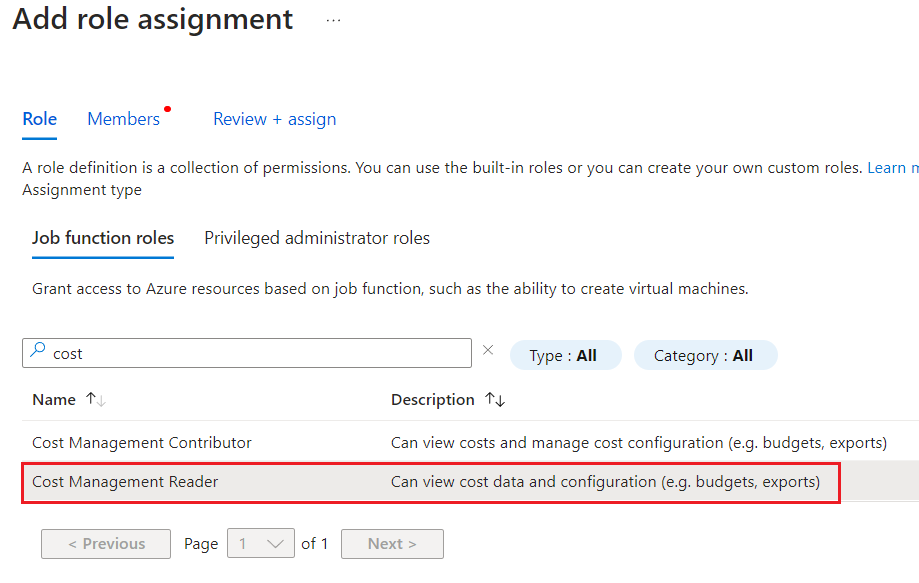 Add role assignment ...
Role Members Review + assign
A role definition is a collection of permissions. You can use the built-in roles or you can create your own custom roles. Learn
Assignment type
Job function roles Privileged administrator roles
Grant access to Azure resources based on job function, such as the ability to create virtual machines.
cost Type : All Category : All
Name Description
Cost Management Contributor Can view costs and manage cost configuration (e.g. budgets, exports)
Cost Management Reader Can view cost data and configuration (e.g. budgets, exports)
< Previous Page 1 of 1 Next >